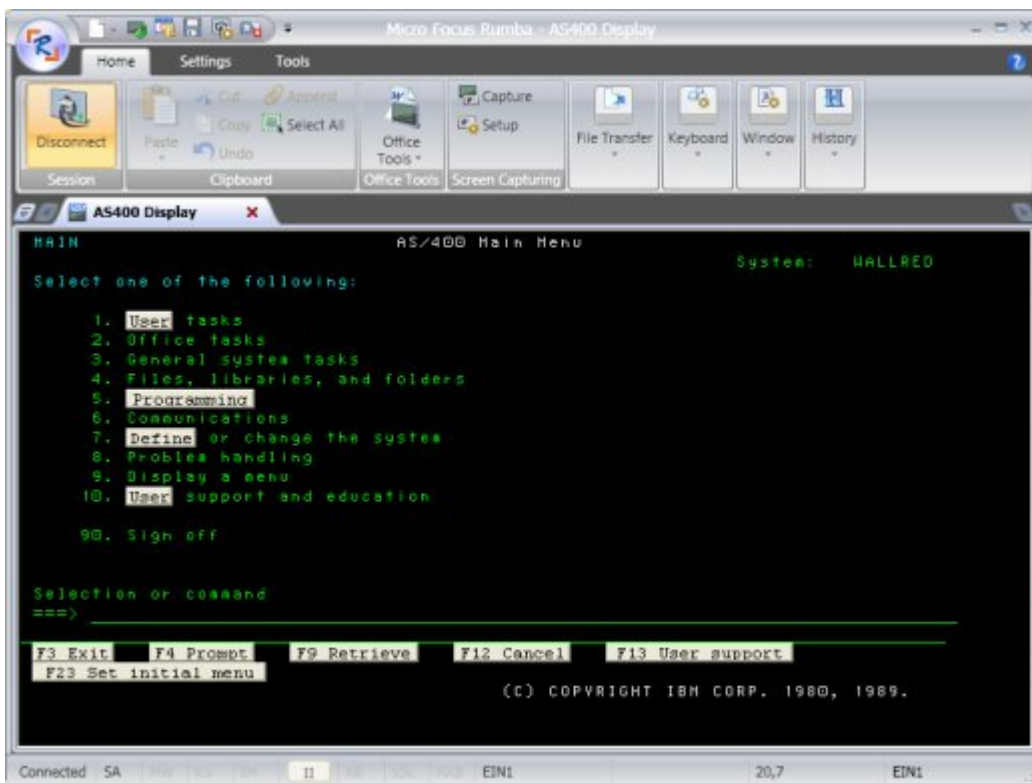 Micro Focus Rumba - AS400 Display
Home Settings Tools
Disconnect
Paste
Cut
Copy
Undo
Append
Select All
Office Tools
Capture
Setup
File Transfer
Keyboard
Window
History
Session Clipboard Office Tools Screen Capturing
AS400 Display
MAIN AS/400 Main Menu
System: WALLRED
Select one of the following:
1. User tasks
2. Office tasks
3. General system tasks
4. Files, libraries, and folders
5. Programming
6. Communications
7. Define or change the system
8. Problem handling
9. Display a menu
10. User support and education
90. Sign off
Selection or command
===>
F3 Exit F4 Prompt F9 Retrieve F12 Cancel F13 User support
F23 Set initial menu
(C) COPYRIGHT IBM CORP. 1980, 1989.
Connected SA II EIN1 20,7 EIN1